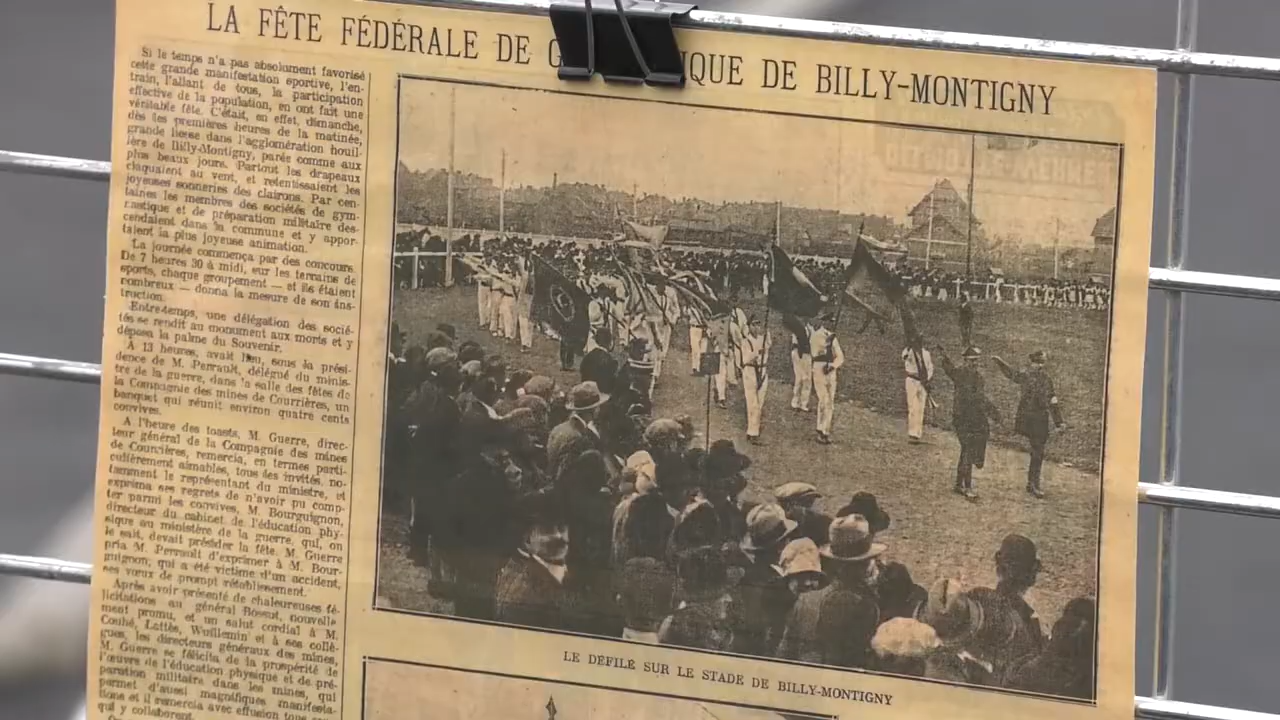 LA FÊTE FÉDÉRALE DE G IQUE DE BILLY-MONTIGNY
Si le temps n'a pas absolument favorisé
cette grande manifestation sportive, l'en-
train, l'allant de tous, la participation
effective de la population, en ont fait une
véritable fête. C'était, en effet, dimanche,
dès les premières heures de la matinée,
grande liesse dans l'agglomération houil-
lère de Billy-Montigny, parée comme aux
plus beaux jours. Partout les drapeaux
claquaient au vent, et retentissaient les
joyeuses sonneries des clairons. Par cen-
taines les membres des sociétés de gym-
nastique et de préparation militaire des-
cendaient dans la commune et y appor-
taient la plus joyeuse animation.
La journée commença par des concours.
De 7 heures 30 à midi, sur les terrains de
sports, chaque groupement — et ils étaient
nombreux — donna la mesure de son ins-
truction.
Entre-temps, une délégation des socié-
tés se rendit au monument aux morts et y
déposa la palme du Souvenir.
A 13 heures, avait lieu, sous la prési-
dence de M. Perrault, délégué du minis-
tre de la guerre, dans la salle des fêtes de
la Compagnie des mines de Courrières, un
banquet qui réunit environ quatre cents
convives.
A l'heure des toasts, M. Guerre, direc-
teur général de la Compagnie des mines
de Courrières, remercia, en termes parti-
culièrement aimables, tous les invités, no-
tamment le représentant du ministre, et
exprima ses regrets de n'avoir pu comp-
ter parmi les convives, M. Bourguignon,
directeur du cabinet de l'éducation phy-
sique au ministère de la guerre, qui, on
le sait, devait présider la fête. M. Guerre
pria M. Perrault d'exprimer à M. Bour-
guignon, qui a été victime d'un accident,
ses vœux de prompt rétablissement.
Après avoir présenté de chaleureuses fé-
licitations au général Bossut, nouvelle-
ment promu, et un salut cordial à M.
Couhé, Lattès, Wuillemin et à ses collè-
gues, les directeurs généraux des mines,
M. Guerre se félicita de la prospérité de
l'œuvre de l'éducation physique et de pré-
paration militaire dans les mines, qui
permet d'aussi magnifiques manifesta-
tions et il remercia avec effusion tous ceux
qui y collaborent.
LE DÉFILÉ SUR LE STADE DE BILLY-MONTIGNY